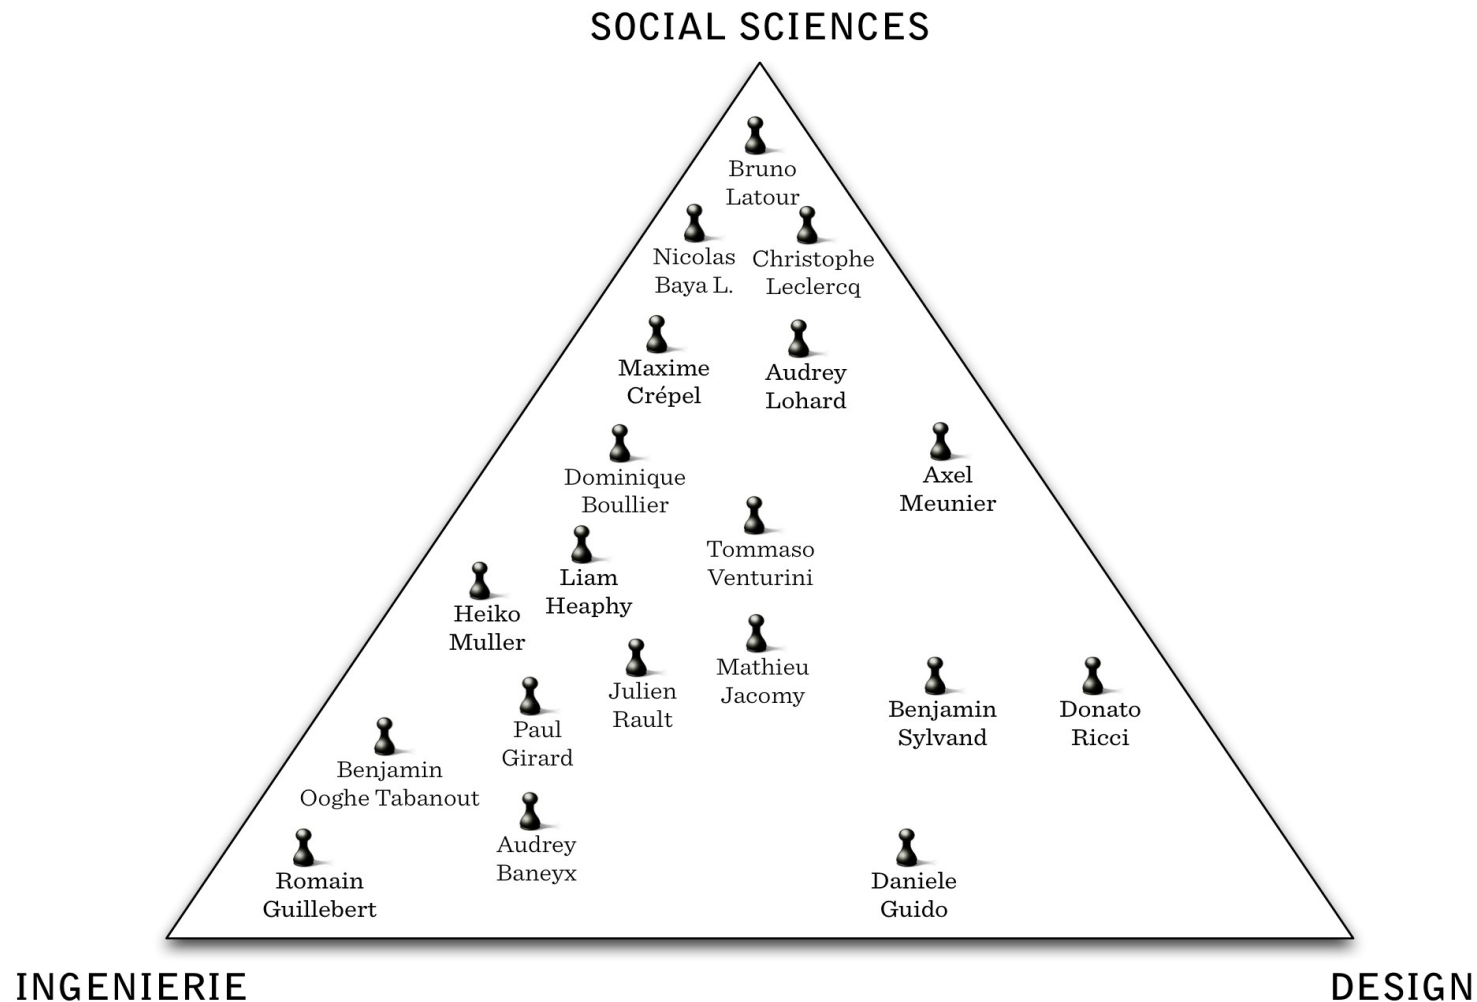 SOCIAL SCIENCES
Bruno
Latour
Nicolas
Baya L.
Christophe
Leclercq
Maxime
Crépel
Audrey
Lohard
Dominique
Boullier
Axel
Meunier
Tommaso
Venturini
Liam
Heaphy
Heiko
Muller
Mathieu
Jacomy
Julien
Rault
Benjamin
Sylvand
Donato
Ricci
Paul
Girard
Benjamin
Ooghe Tabanout
Audrey
Baneyx
Romain
Guillebert
Daniele
Guido
INGENIERIE
DESIGN